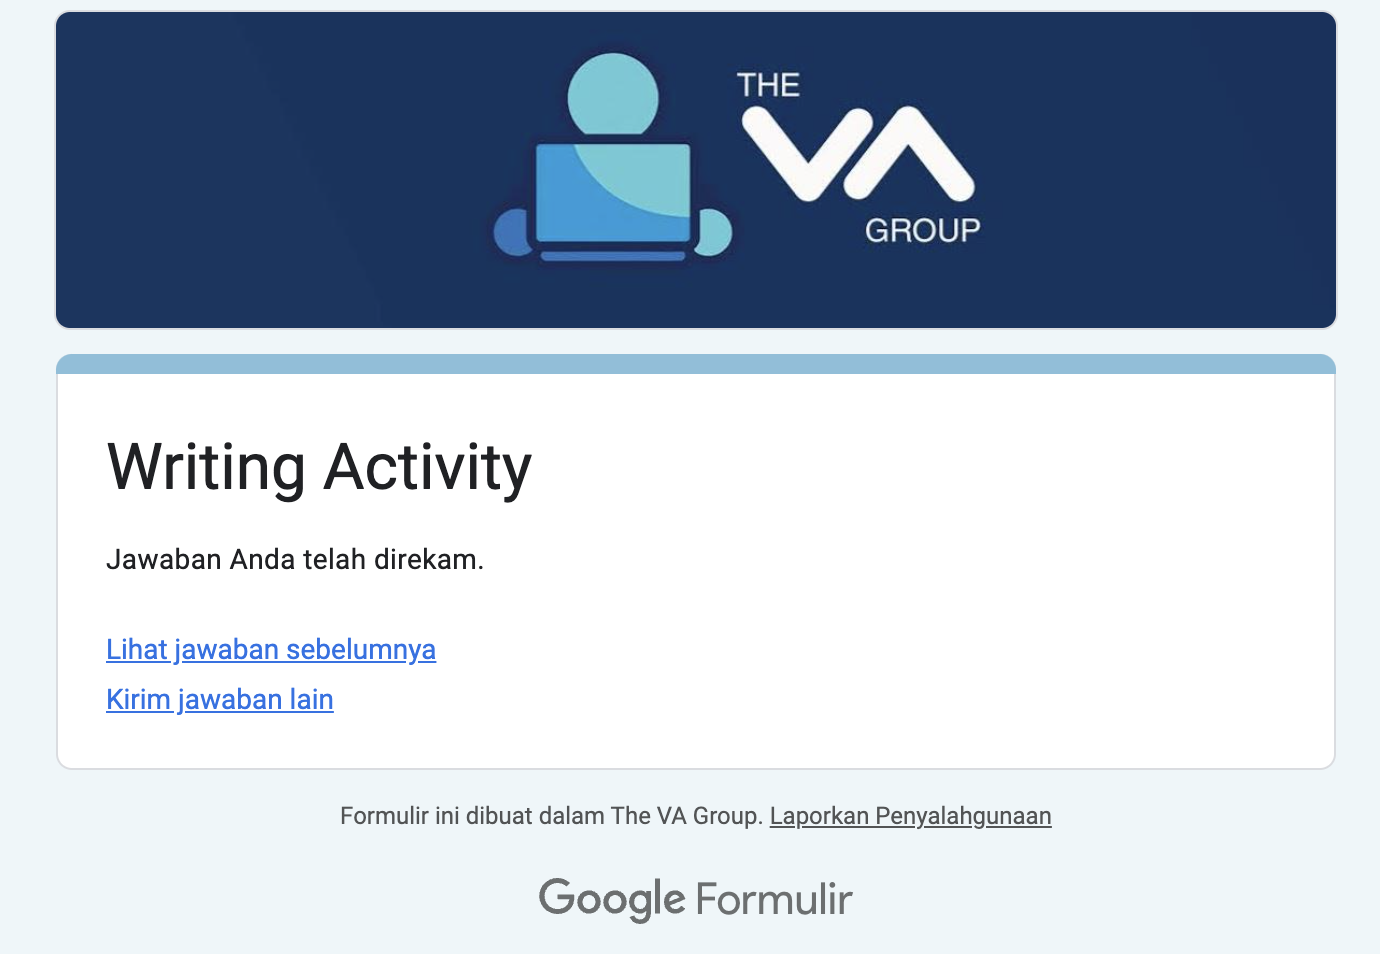 THE
VA
GROUP
Writing Activity
Jawaban Anda telah direkam.
Lihat jawaban sebelumnya
Kirim jawaban lain
Formulir ini dibuat dalam The VA Group. Laporkan Penyalahgunaan
Google Formulir